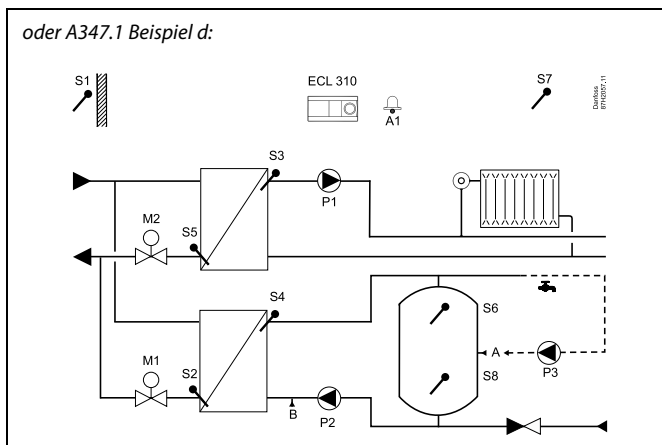 oder A347.1 Beispiel d:
S1
ECL 310
A1
S7
Danfoss
87H2057.11
S3
P1
M2
S5
S4
S6
A
P3
S8
M1
S2
B
P2